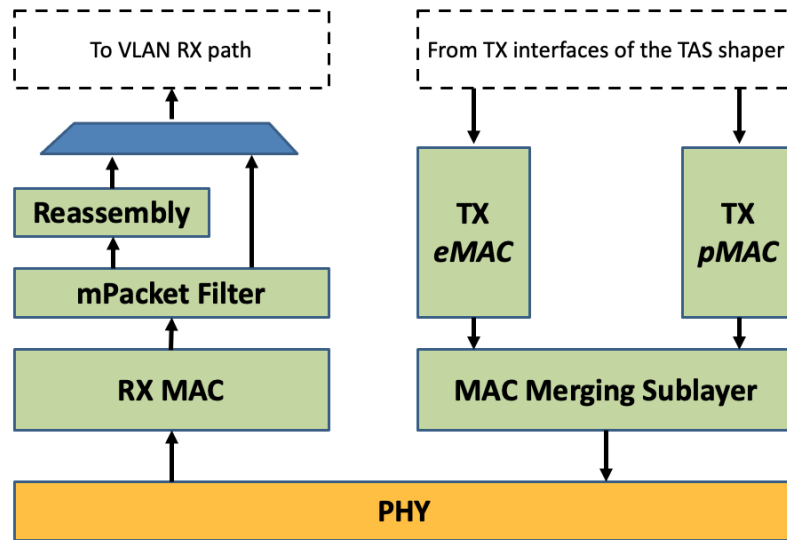 To VLAN RX path
From TX interfaces of the TAS shaper
Reassembly
TX
eMAC
TX
pMAC
mPacket Filter
RX MAC
MAC Merging Sublayer
PHY